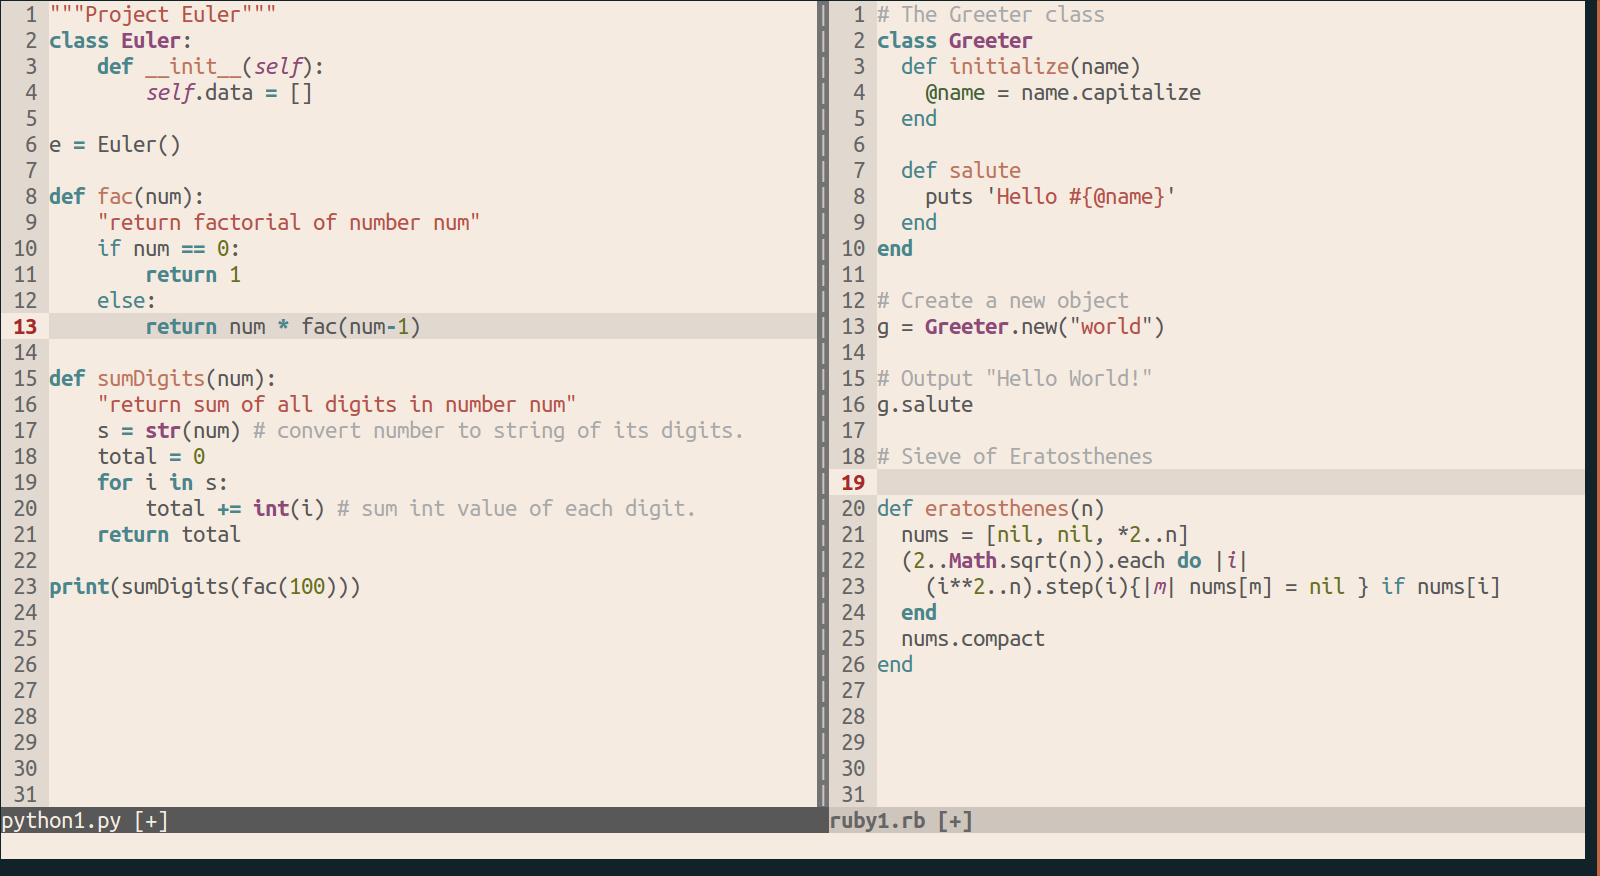 1 """Project Euler"""
2 class Euler:
3     def __init__(self):
4         self.data = []
5
6 e = Euler()
7
8 def fac(num):
9     "return factorial of number num"
10     if num == 0:
11         return 1
12     else:
13         return num * fac(num-1)
14
15 def sumDigits(num):
16     "return sum of all digits in number num"
17     s = str(num) # convert number to string of its digits.
18     total = 0
19     for i in s:
20         total += int(i) # sum int value of each digit.
21     return total
22
23 print(sumDigits(fac(100)))
24
25
26
27
28
29
30
31
python1.py [+]
1 # The Greeter class
2 class Greeter
3   def initialize(name)
4     @name = name.capitalize
5   end
6
7   def salute
8     puts 'Hello #{@name}'
9   end
10 end
11
12 # Create a new object
13 g = Greeter.new("world")
14
15 # Output "Hello World!"
16 g.salute
17
18 # Sieve of Eratosthenes
19
20 def eratosthenes(n)
21   nums = [nil, nil, *2..n]
22   (2..Math.sqrt(n)).each do |i|
23     (i**2..n).step(i){|m| nums[m] = nil } if nums[i]
24   end
25   nums.compact
26 end
27
28
29
30
31
ruby1.rb [+]